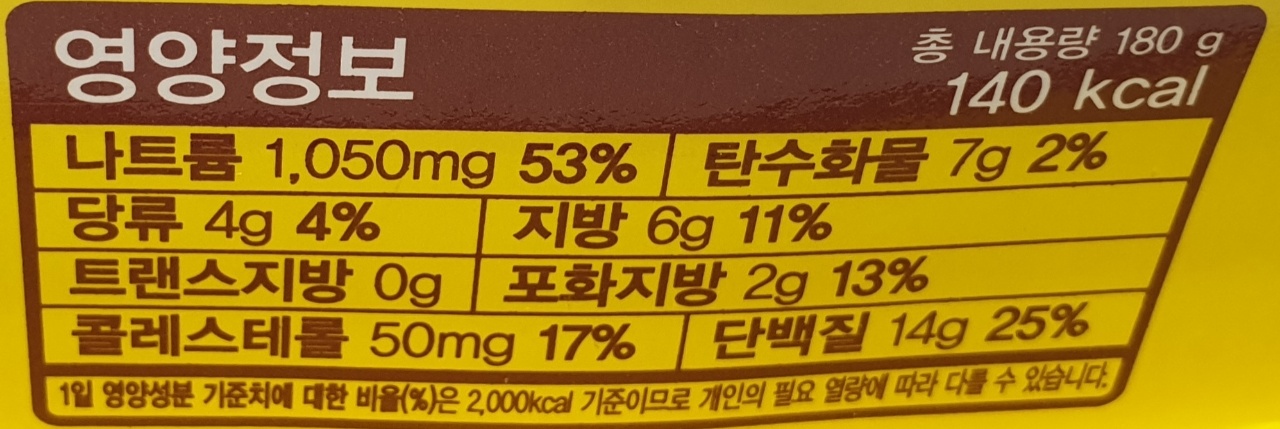 영양정보
총 내용량 180 g
140 kcal
나트륨 1,050mg 53% 탄수화물 7g 2%
당류 4g 4% 지방 6g 11%
트랜스지방 0g 포화지방 2g 13%
콜레스테롤 50mg 17% 단백질 14g 25%
1일 영양성분 기준치에 대한 비율(%)은 2,000kcal 기준이므로 개인의 필요 열량에 따라 다를 수 있습니다.